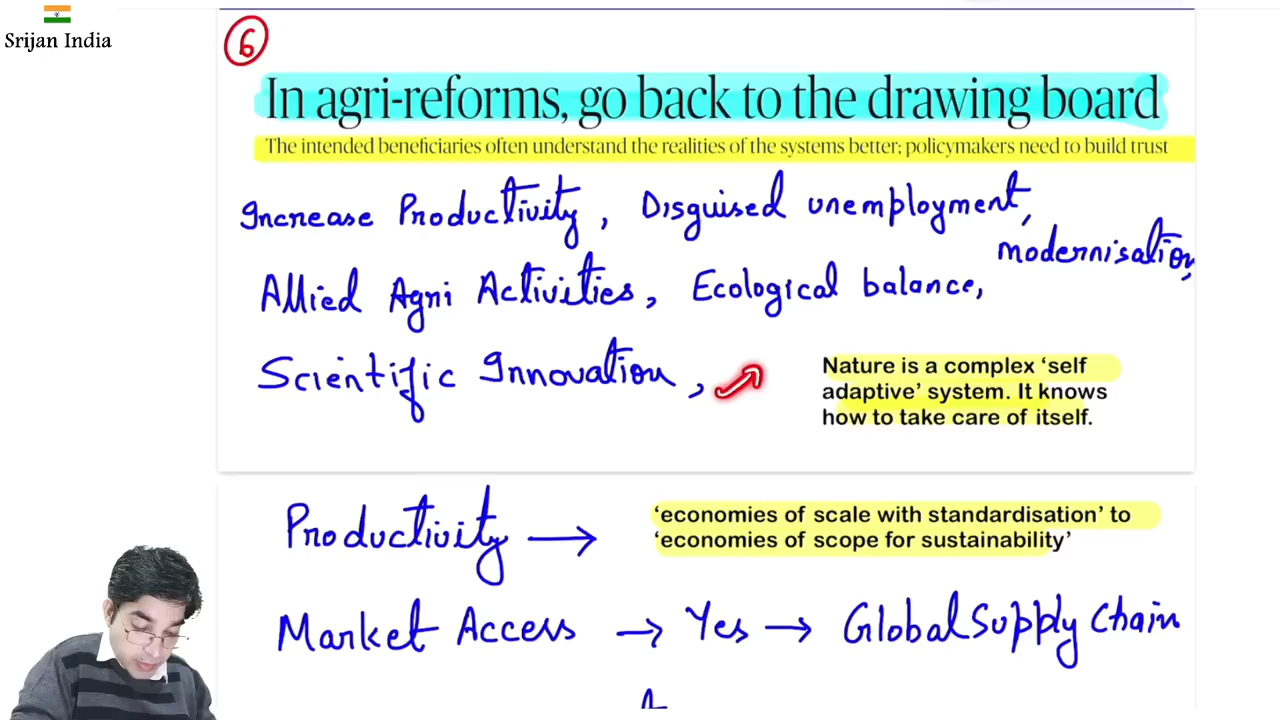 Srijan India
6
In agri-reforms, go back to the drawing board
The intended beneficiaries often understand the realities of the systems better; policymakers need to build trust
Increase Productivity, Disguised unemployment,
modernisation,
Allied Agri Activities, Ecological balance,
Scientific Innovation,
Nature is a complex ‘self
adaptive’ system. It knows
how to take care of itself.
Productivity →
‘economies of scale with standardisation’ to
‘economies of scope for sustainability’
Market Access → Yes → Global Supply Chain